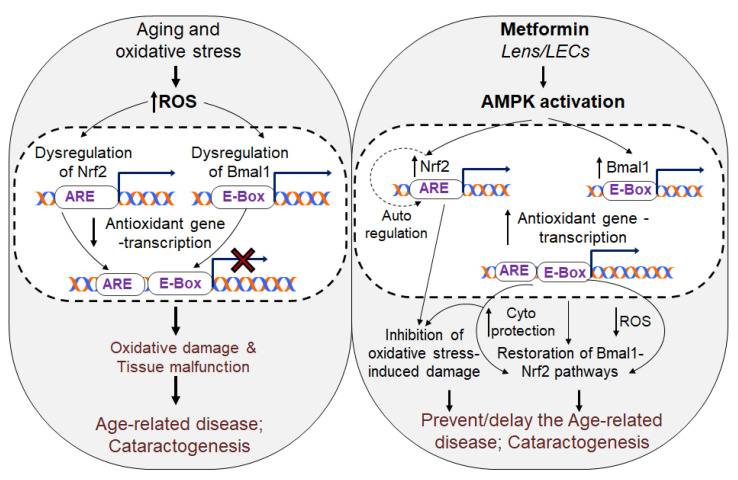 Aging and
oxidative stress
↑ROS
Dysregulation
of Nrf2
Dysregulation
of Bmal1
ARE
E-Box
Antioxidant gene
-transcription
ARE
E-Box
Oxidative damage &
Tissue malfunction
Age-related disease;
Cataractogenesis
Metformin
Lens/LECs
AMPK activation
↑Nrf2
↑Bmal1
ARE
E-Box
Auto
regulation
↑Antioxidant gene -
transcription
ARE
E-Box
↑Cyto
protection
↓ROS
Inhibition of
oxidative stress-
induced damage
Restoration of Bmal1-
Nrf2 pathways
Prevent/delay the Age-related
disease; Cataractogenesis